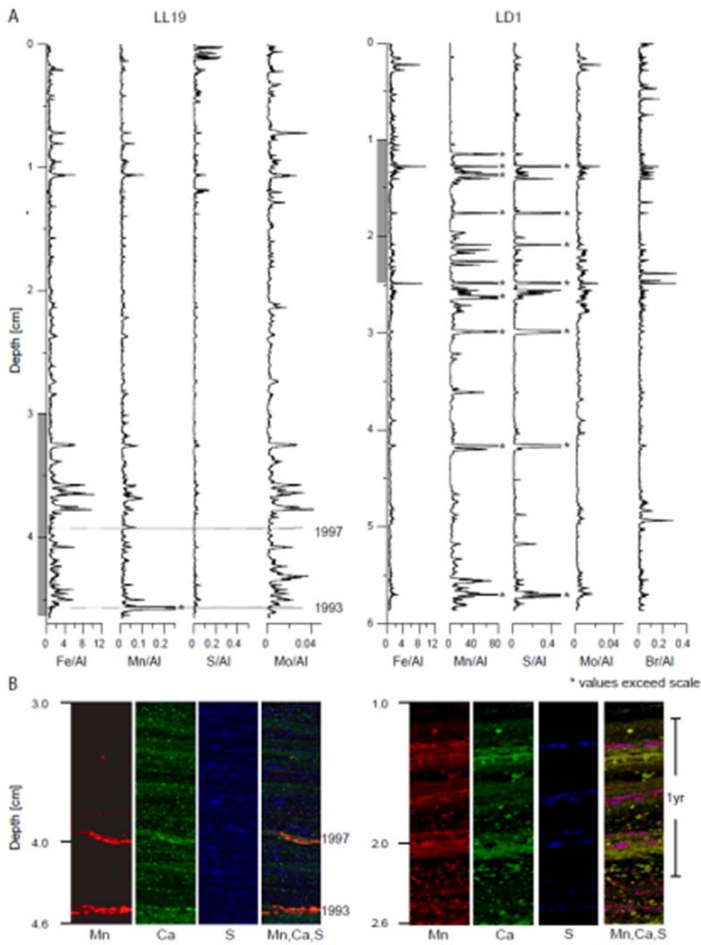 A
LL19
LD1
Depth [cm]
0
1
2
3
4
1997
1993
0 4 8 12
0 0.1 0.2
0 0.2 0.4
0 0.04
Fe/Al
Mn/Al
S/Al
Mo/Al
0
1
2
3
4
5
6
* * * * * * * * *
* * * * * * *
0 4 8 12
0 40 80
0 0.4
0 0.04
0 0.2 0.4
Fe/Al
Mn/Al
S/Al
Mo/Al
Br/Al
* values exceed scale
B
Depth [cm]
3.0
4.0
4.6
1997
1993
Mn
Ca
S
Mn,Ca,S
1.0
2.0
2.6
1yr
Mn
Ca
S
Mn,Ca,S